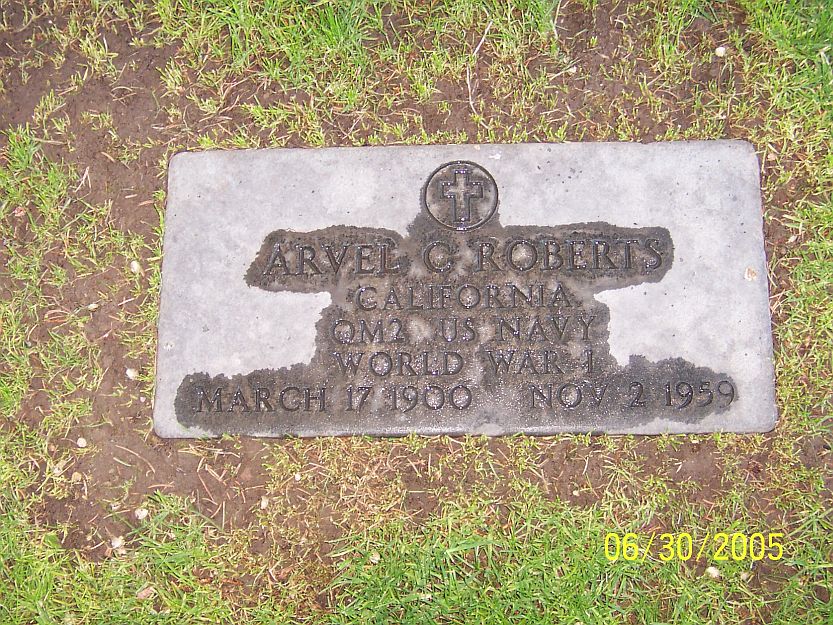 ARVEL C ROBERTS
CALIFORNIA
QM2 US NAVY
WORLD WAR I
MARCH 17 1900 NOV 2 1959
06/30/2005